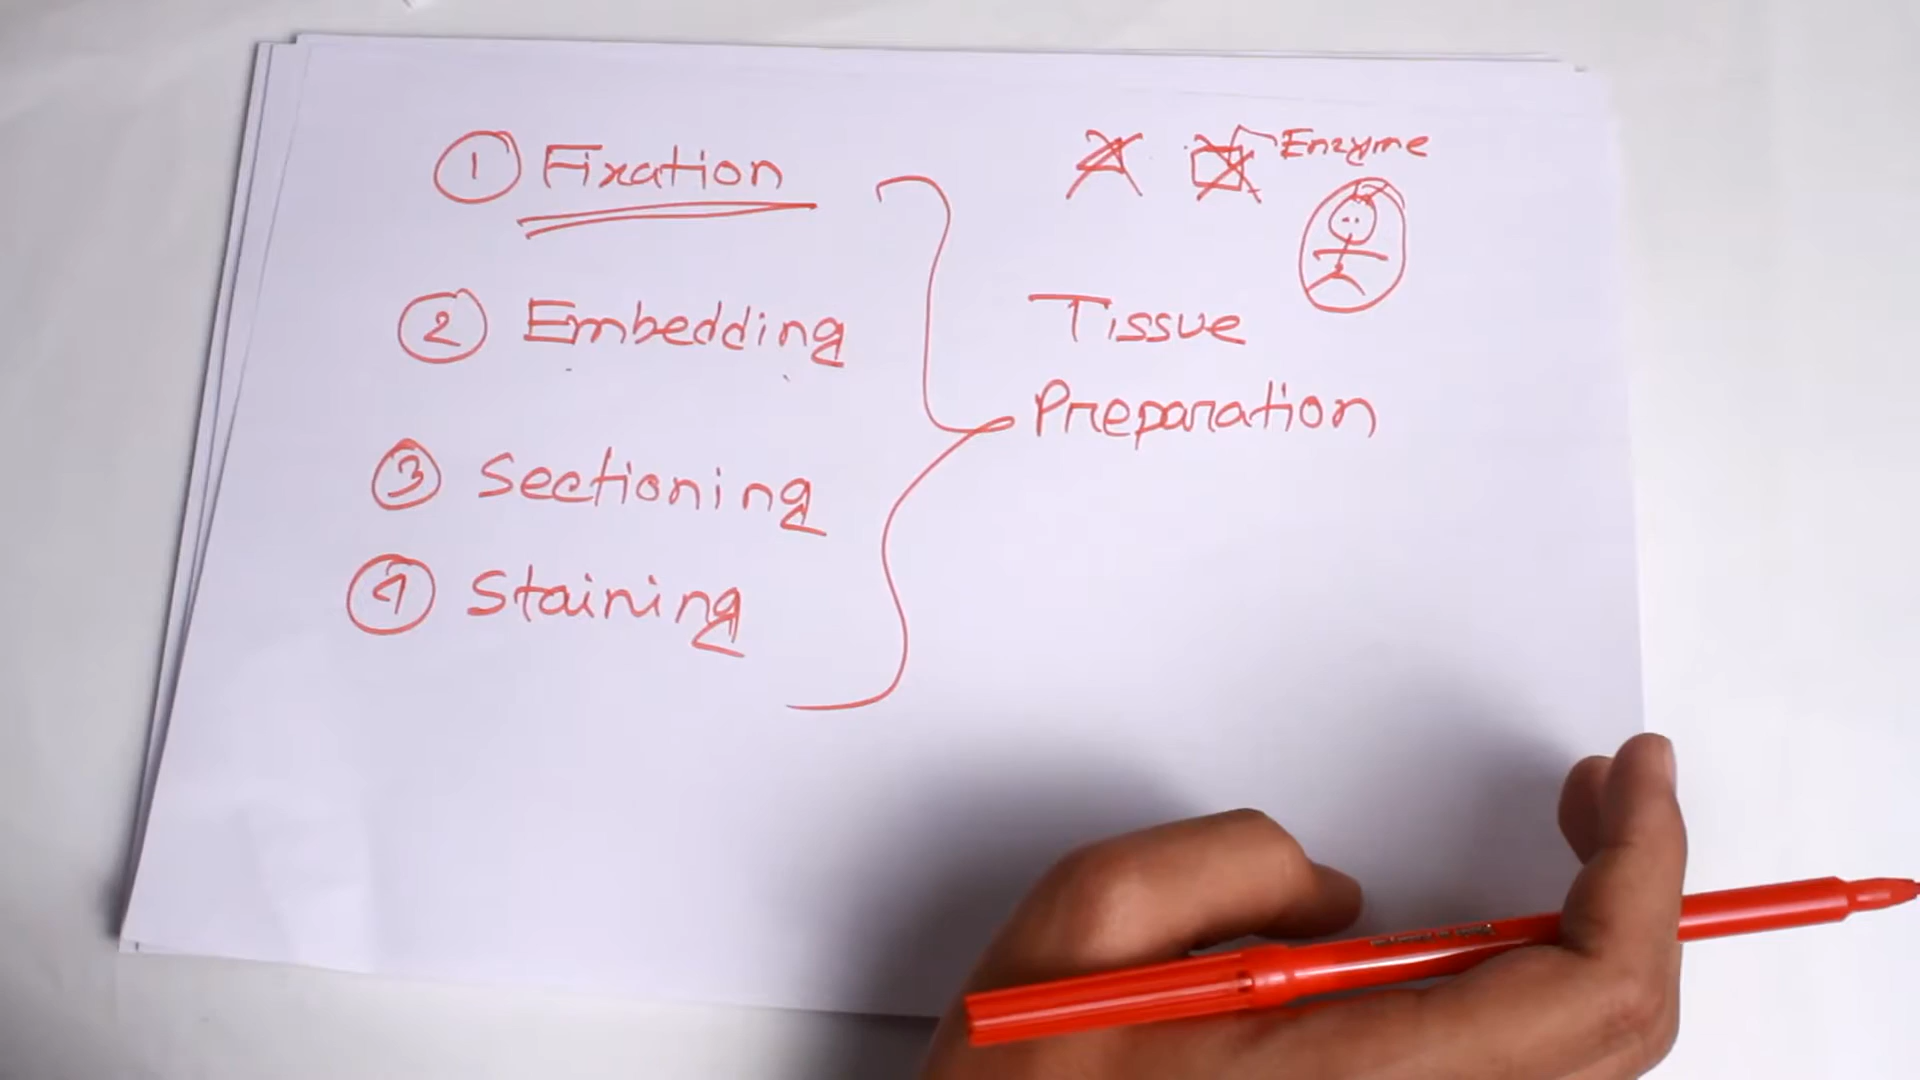 ① Fixation
② Embedding
③ Sectioning
④ Staining
Enzyme
Tissue
Preparation